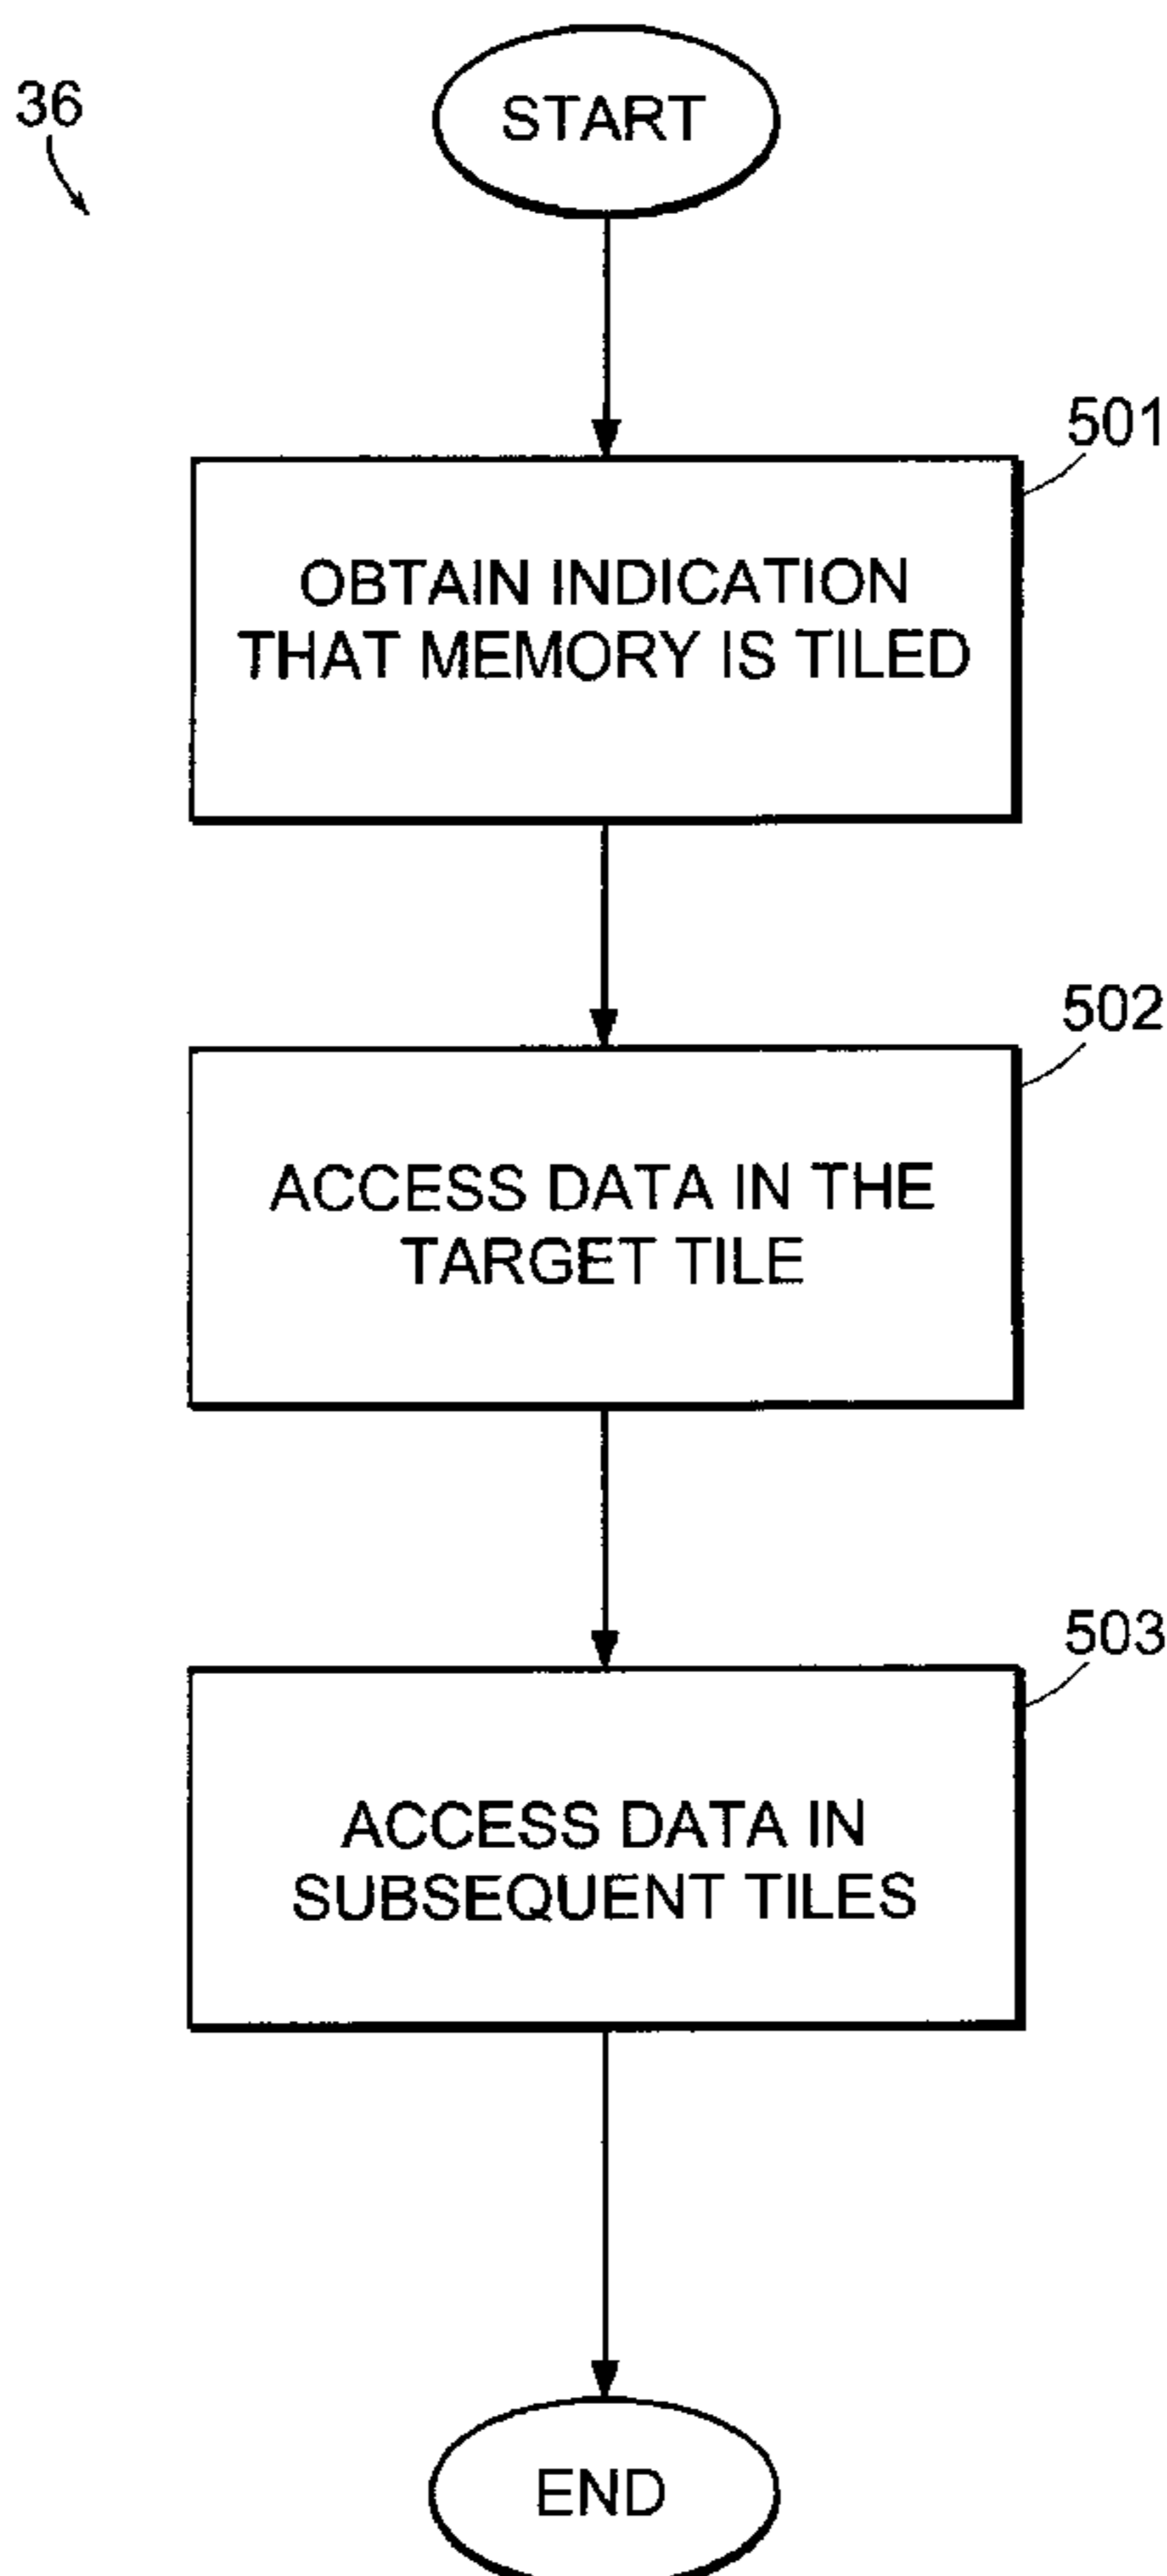 36
START
501
OBTAIN INDICATION
THAT MEMORY IS TILED
502
ACCESS DATA IN THE
TARGET TILE
503
ACCESS DATA IN
SUBSEQUENT TILES
END